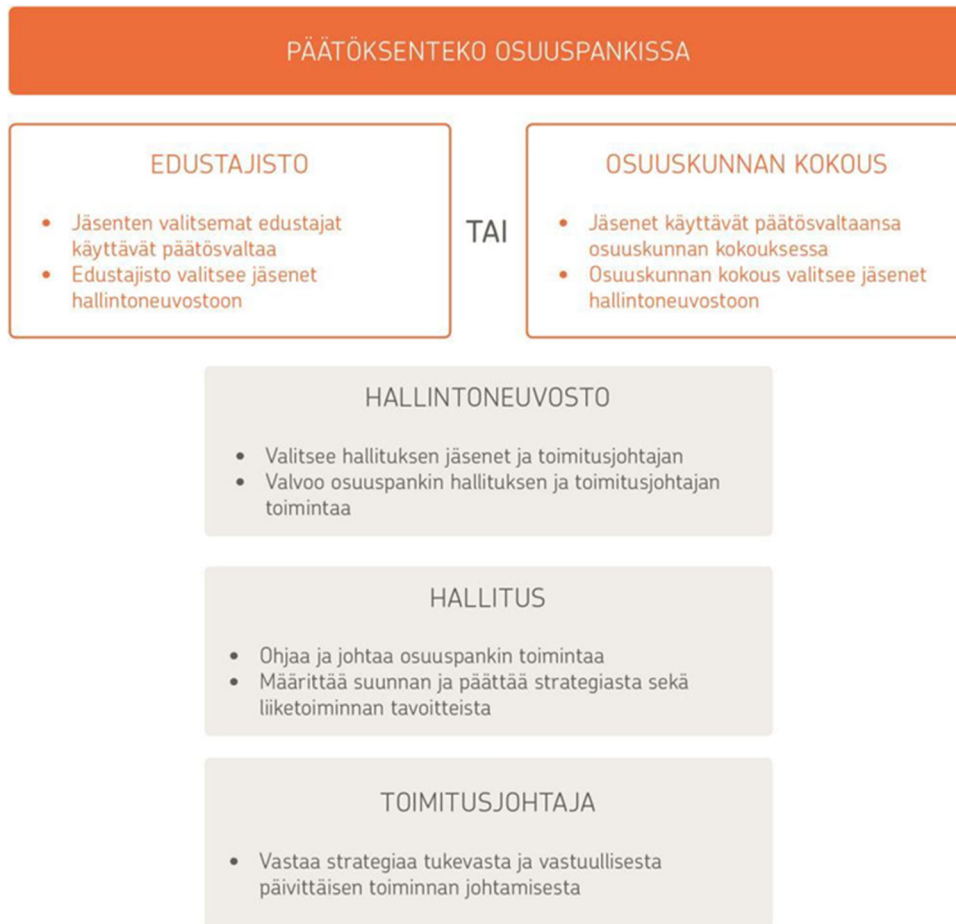 PÄÄTÖKSENTEKO OSUUSPANKISSA
EDUSTAJISTO
• Jäsenten valitsemat edustajat
käyttävät päätösvaltaa
• Edustajisto valitsee jäsenet
hallintoneuvostoon
TAI
OSUUSKUNNAN KOKOUS
• Jäsenet käyttävät päätösvaltaansa
osuuskunnan kokouksessa
• Osuuskunnan kokous valitsee jäsenet
hallintoneuvostoon
HALLINTONEUVOSTO
• Valitsee hallituksen jäsenet ja toimitusjohtajan
• Valvoo osuuspankin hallituksen ja toimitusjohtajan
toimintaa
HALLITUS
• Ohjaa ja johtaa osuuspankin toimintaa
• Määrittää suunnan ja päättää strategiasta sekä
liiketoiminnan tavoitteista
TOIMITUSJOHTAJA
• Vastaa strategiaa tukevasta ja vastuullisesta
päivittäisen toiminnan johtamisesta